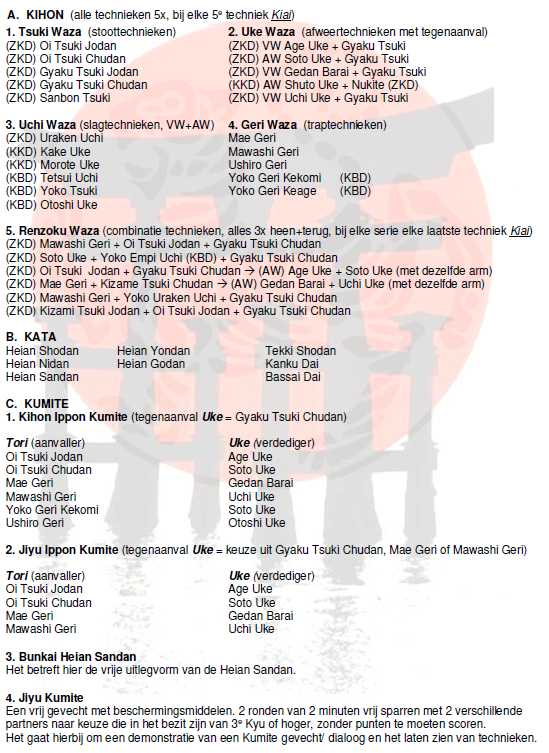 A. KIHON (alle technieken 5x, bij elke 5e techniek Kiai)
1. Tsuki Waza (stoottechnieken)
(ZKD) Oi Tsuki Jodan
(ZKD) Oi Tsuki Chudan
(ZKD) Gyaku Tsuki Jodan
(ZKD) Gyaku Tsuki Chudan
(ZKD) Sanbon Tsuki
2. Uke Waza (afweertechnieken met tegenaanval)
(ZKD) VW Age Uke + Gyaku Tsuki
(ZKD) AW Soto Uke + Gyaku Tsuki
(ZKD) VW Gedan Barai + Gyaku Tsuki
(KKD) AW Shuto Uke + Nukite (ZKD)
(ZKD) VW Uchi Uke + Gyaku Tsuki
3. Uchi Waza (slagtechnieken, VW+AW)
(ZKD) Uraken Uchi
(KKD) Kake Uke
(KKD) Morote Uke
(KBD) Tetsui Uchi
(KBD) Yoko Tsuki
(KBD) Otoshi Uke
4. Geri Waza (traptechnieken)
Mae Geri
Mawashi Geri
Ushiro Geri
Yoko Geri Kekomi (KBD)
Yoko Geri Keage (KBD)
5. Renzoku Waza (combinatie technieken, alles 3x heen+terug, bij elke serie elke laatste techniek Kiai)
(ZKD) Mawashi Geri + Oi Tsuki Jodan + Gyaku Tsuki Chudan
(ZKD) Soto Uke + Yoko Empi Uchi (KBD) + Gyaku Tsuki Chudan
(ZKD) Oi Tsuki Jodan + Gyaku Tsuki Chudan → (AW) Age Uke + Soto Uke (met dezelfde arm)
(ZKD) Mae Geri + Kizame Tsuki Chudan → (AW) Gedan Barai + Uchi Uke (met dezelfde arm)
(ZKD) Mawashi Geri + Yoko Uraken Uchi + Gyaku Tsuki Chudan
(ZKD) Kizami Tsuki Jodan + Oi Tsuki Jodan + Gyaku Tsuki Chudan
B. KATA
Heian Shodan Heian Yondan Tekki Shodan
Heian Nidan Heian Godan Kanku Dai
Heian Sandan Bassai Dai
C. KUMITE
1. Kihon Ippon Kumite (tegenaanval Uke = Gyaku Tsuki Chudan)
Tori (aanvaller) Uke (verdediger)
Oi Tsuki Jodan Age Uke
Oi Tsuki Chudan Soto Uke
Mae Geri Gedan Barai
Mawashi Geri Uchi Uke
Yoko Geri Kekomi Soto Uke
Ushiro Geri Otoshi Uke
2. Jiyu Ippon Kumite (tegenaanval Uke = keuze uit Gyaku Tsuki Chudan, Mae Geri of Mawashi Geri)
Tori (aanvaller) Uke (verdediger)
Oi Tsuki Jodan Age Uke
Oi Tsuki Chudan Soto Uke
Mae Geri Gedan Barai
Mawashi Geri Uchi Uke
3. Bunkai Heian Sandan
Het betreft hier de vrije uitlegvorm van de Heian Sandan.
4. Jiyu Kumite
Een vrij gevecht met beschermingsmiddelen. 2 ronden van 2 minuten vrij sparren met 2 verschillende
partners naar keuze die in het bezit zijn van 3e Kyu of hoger, zonder punten te moeten scoren.
Het gaat hierbij om een demonstratie van een Kumite gevecht/ dialoog en het laten zien van technieken.